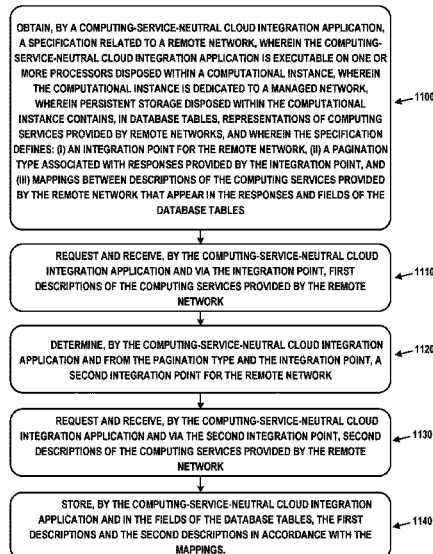 OBTAIN, BY A COMPUTING-SERVICE-NEUTRAL CLOUD INTEGRATION APPLICATION,
A SPECIFICATION RELATED TO A REMOTE NETWORK, WHEREIN THE COMPUTING-
SERVICE-NEUTRAL CLOUD INTEGRATION APPLICATION IS EXECUTABLE ON ONE OR
MORE PROCESSORS DISPOSED WITHIN A COMPUTATIONAL INSTANCE, WHEREIN
THE COMPUTATIONAL INSTANCE IS DEDICATED TO A MANAGED NETWORK,
WHEREIN PERSISTENT STORAGE DISPOSED WITHIN THE COMPUTATIONAL
INSTANCE CONTAINS, IN DATABASE TABLES, REPRESENTATIONS OF COMPUTING
SERVICES PROVIDED BY REMOTE NETWORKS, AND WHEREIN THE SPECIFICATION
DEFINES: (I) AN INTEGRATION POINT FOR THE REMOTE NETWORK, (II) A PAGINATION
TYPE ASSOCIATED WITH RESPONSES PROVIDED BY THE INTEGRATION POINT, AND
(III) MAPPINGS BETWEEN DESCRIPTIONS OF THE COMPUTING SERVICES PROVIDED
BY THE REMOTE NETWORK THAT APPEAR IN THE RESPONSES AND FIELDS OF THE
DATABASE TABLES
1100
REQUEST AND RECEIVE, BY THE COMPUTING-SERVICE-NEUTRAL CLOUD
INTEGRATION APPLICATION AND VIA THE INTEGRATION POINT, FIRST
DESCRIPTIONS OF THE COMPUTING SERVICES PROVIDED BY THE REMOTE
NETWORK
1110
DETERMINE, BY THE COMPUTING-SERVICE-NEUTRAL CLOUD INTEGRATION
APPLICATION AND FROM THE PAGINATION TYPE AND THE INTEGRATION POINT, A
SECOND INTEGRATION POINT FOR THE REMOTE NETWORK
1120
REQUEST AND RECEIVE, BY THE COMPUTING-SERVICE-NEUTRAL CLOUD
INTEGRATION APPLICATION AND VIA THE SECOND INTEGRATION POINT, SECOND
DESCRIPTIONS OF THE COMPUTING SERVICES PROVIDED BY THE REMOTE
NETWORK
1130
STORE, BY THE COMPUTING-SERVICE-NEUTRAL CLOUD INTEGRATION
APPLICATION AND IN THE FIELDS OF THE DATABASE TABLES, THE FIRST
DESCRIPTIONS AND THE SECOND DESCRIPTIONS IN ACCORDANCE WITH THE
MAPPINGS.
1140